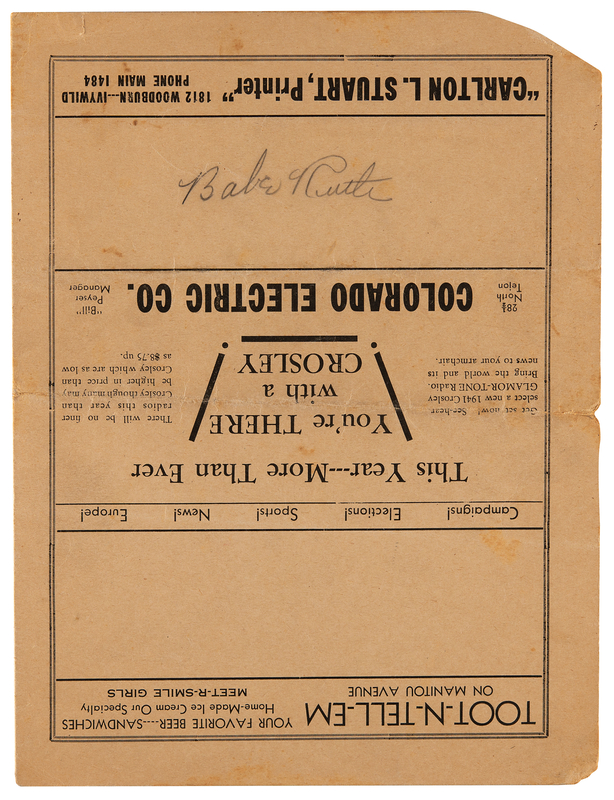 TOOT-N-TELL-EM
ON MANITOU AVENUE
YOUR FAVORITE BEER----SANDWICHES
Home-Made Ice Cream Our Specialty
MEET-R-SMILE GIRLS
Campaigns! Elections! Sports! News! Europe!
This Year---More Than Ever
Get set now! See-hear
select a new 1941 Crosley
GLAMOR-TONE Radio.
Bring the world and its
news to your armchair.
You're THERE
with a
CROSLEY
There will be no finer
radios this year than
Crosley though many may
be higher in price than
Crosley which are as low
as $8.75 up.
North
Tejon
COLORADO ELECTRIC CO.
"Bill"
Peyser
Manager
Babe Ruth
"CARLTON L. STUART, Printer"
1812 WOODBURN---IVYWILD
PHONE MAIN 1484